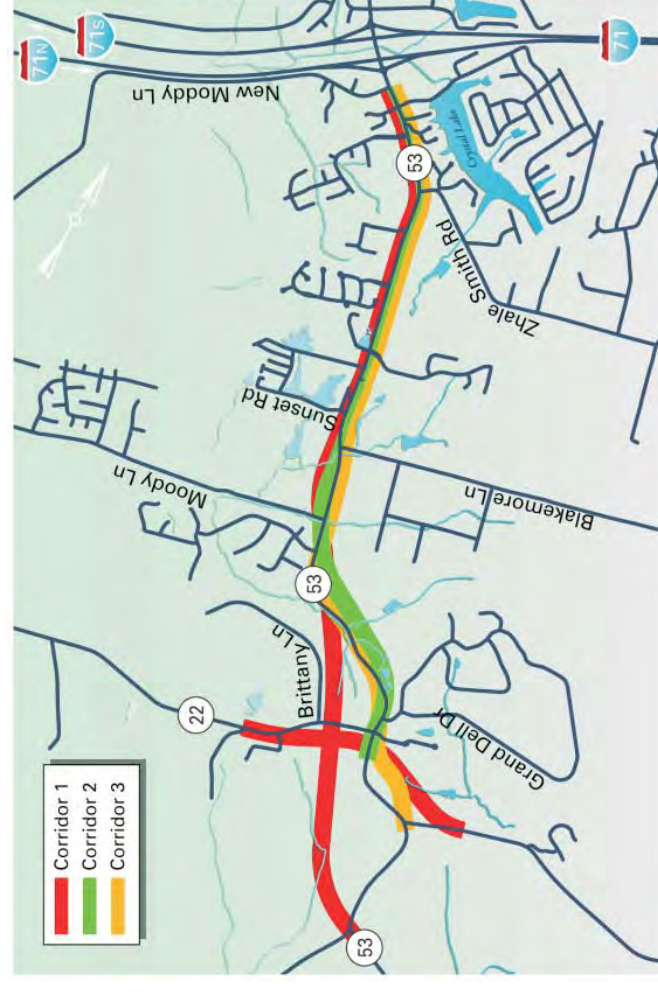 Corridor 1
Corridor 2
Corridor 3
71N
71S
71
New Moddy Ln
53
Crystal Lake
Zhale Smith Rd
Sunset Rd
Moody Ln
Blakemore Ln
53
Brittany Ln
22
Grand Dell Dr
53